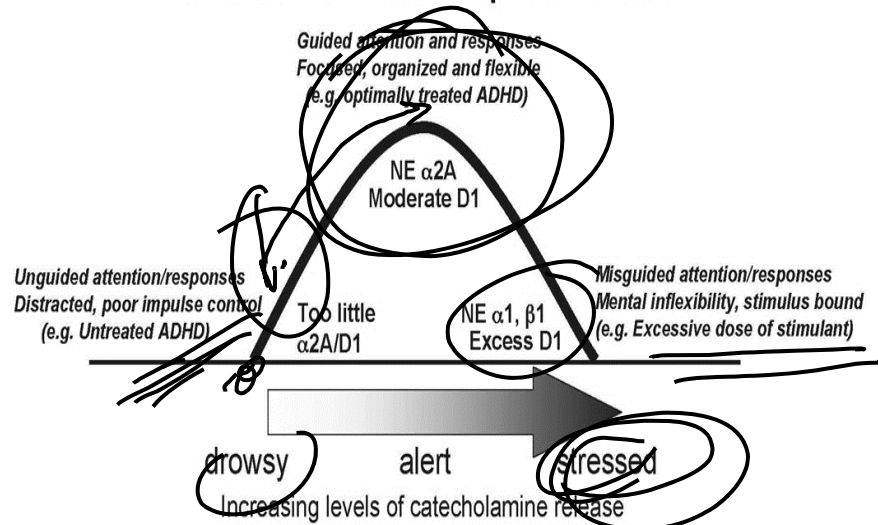 Guided attention and responses
Focused, organized and flexible
(e.g. optimally treated ADHD)
NE α2A
Moderate D1
Unguided attention/responses
Distracted, poor impulse control
(e.g. Untreated ADHD)
Too little
α2A/D1
NE α1, β1
Excess D1
Misguided attention/responses
Mental inflexibility, stimulus bound
(e.g. Excessive dose of stimulant)
drowsy alert stressed
Increasing levels of catecholamine release